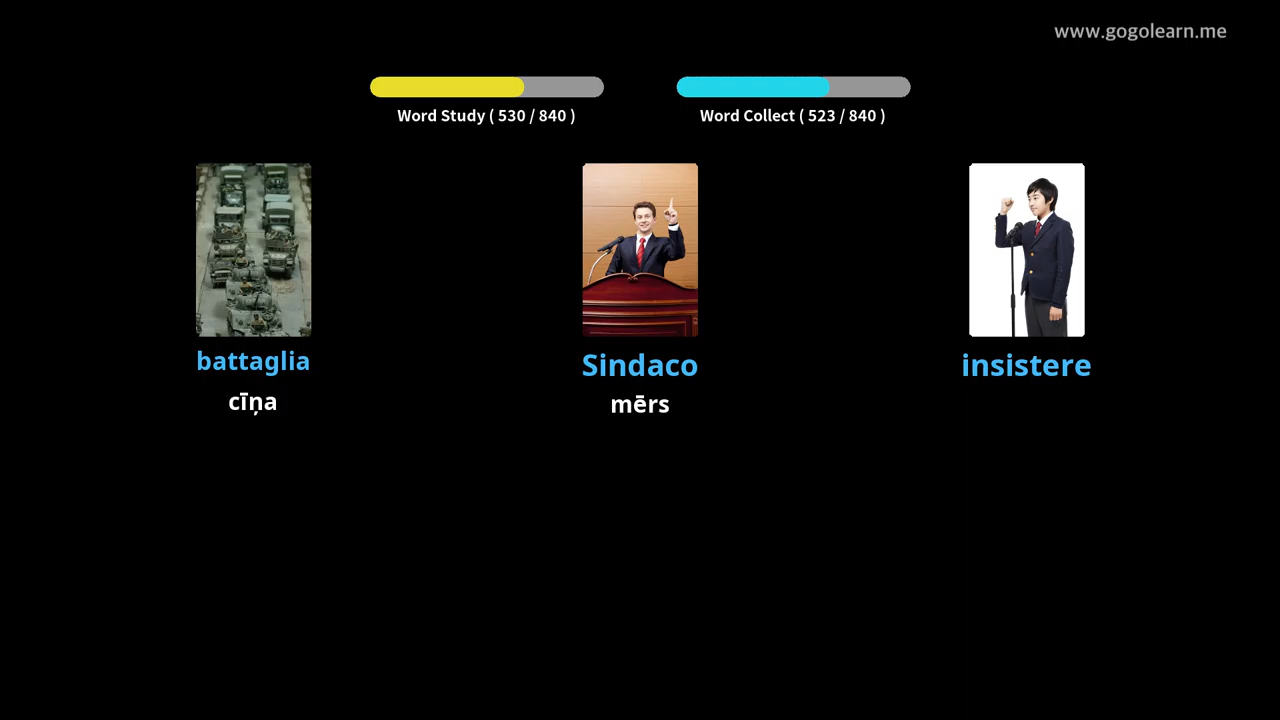 www.gogolearn.me
Word Study ( 530 / 840 )
Word Collect ( 523 / 840 )
battaglia
cīņa
Sindaco
mērs
insistere